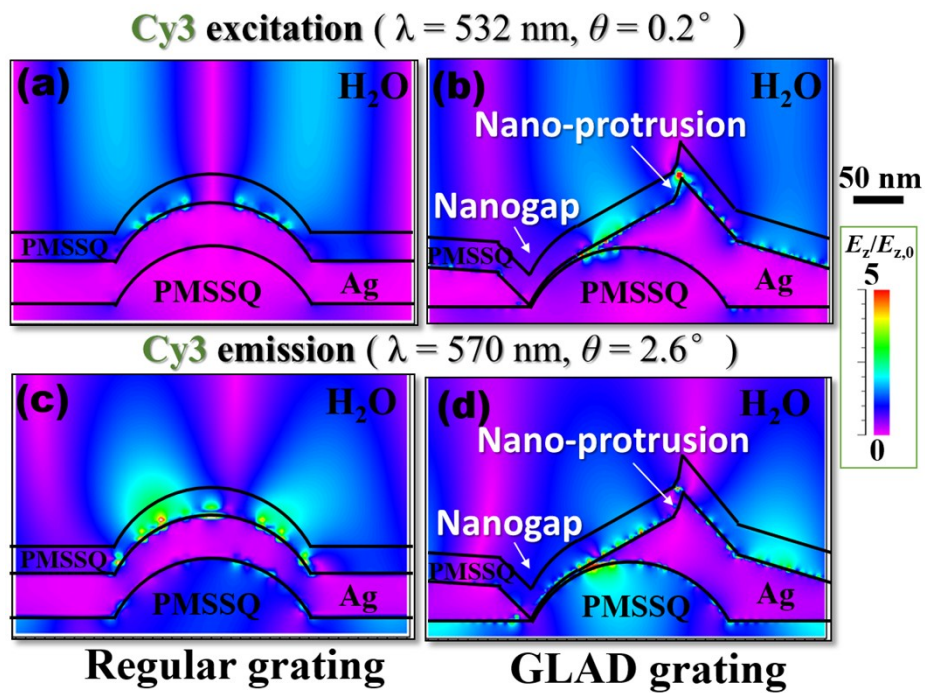 Cy3 excitation ( λ = 532 nm, θ = 0.2° )
(a)
H₂O
PMSSQ
PMSSQ
Ag
(b)
H₂O
Nano-protrusion
Nanogap
PMSSQ
PMSSQ
Ag
50 nm
E_z/E_z,0
5
0
Cy3 emission ( λ = 570 nm, θ = 2.6° )
(c)
H₂O
PMSSQ
PMSSQ
Ag
(d)
H₂O
Nano-protrusion
Nanogap
PMSSQ
PMSSQ
Ag
Regular grating
GLAD grating